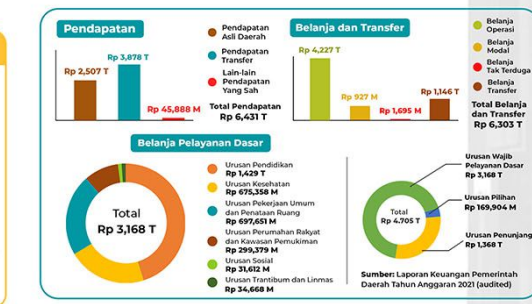 Pendapatan
Rp 2,507 T
Rp 3,878 T
Rp 45,888 M
Pendapatan
Asli Daerah
Pendapatan
Transfer
Lain-lain
Pendapatan
Yang Sah
Total Pendapatan
Rp 6,431 T
Belanja dan Transfer
Rp 4,227 T
Rp 927 M
Rp 1,695 M
Rp 1,146 T
Belanja
Operasi
Belanja
Modal
Belanja
Tak Terduga
Belanja
Transfer
Total Belanja
dan Transfer
Rp 6,303 T
Belanja Pelayanan Dasar
Total
Rp 3,168 T
Urusan Pendidikan
Rp 1,429 T
Urusan Kesehatan
Rp 675,358 M
Urusan Pekerjaan Umum
dan Penataan Ruang
Rp 697,651 M
Urusan Perumahan Rakyat
dan Kawasan Pemukiman
Rp 299,379 M
Urusan Sosial
Rp 31,612 M
Urusan Trantibum dan Linmas
Rp 34,668 M
Total
Rp 4.705 T
Urusan Wajib
Pelayanan Dasar
Rp 3,168 T
Urusan Pilihan
Rp 169,904 M
Urusan Penunjang
Rp 1,368 T
Sumber: Laporan Keuangan Pemerintah
Daerah Tahun Anggaran 2021 (audited)